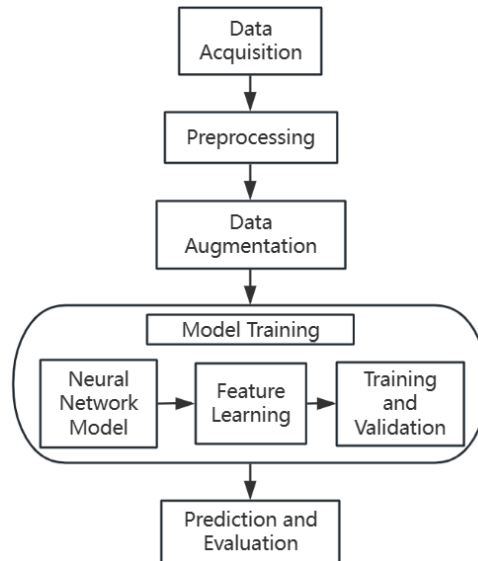 Data
Acquisition
Preprocessing
Data
Augmentation
Model Training
Neural
Network
Model
Feature
Learning
Training
and
Validation
Prediction and
Evaluation